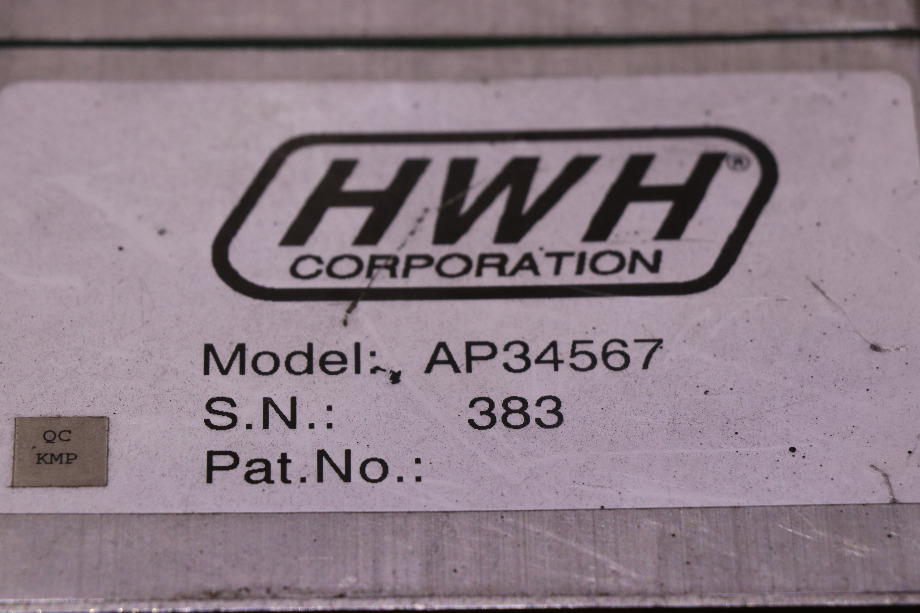 HWH®
CORPORATION
Model: AP34567
S.N.: 383
Pat.No.:
QC
KMP